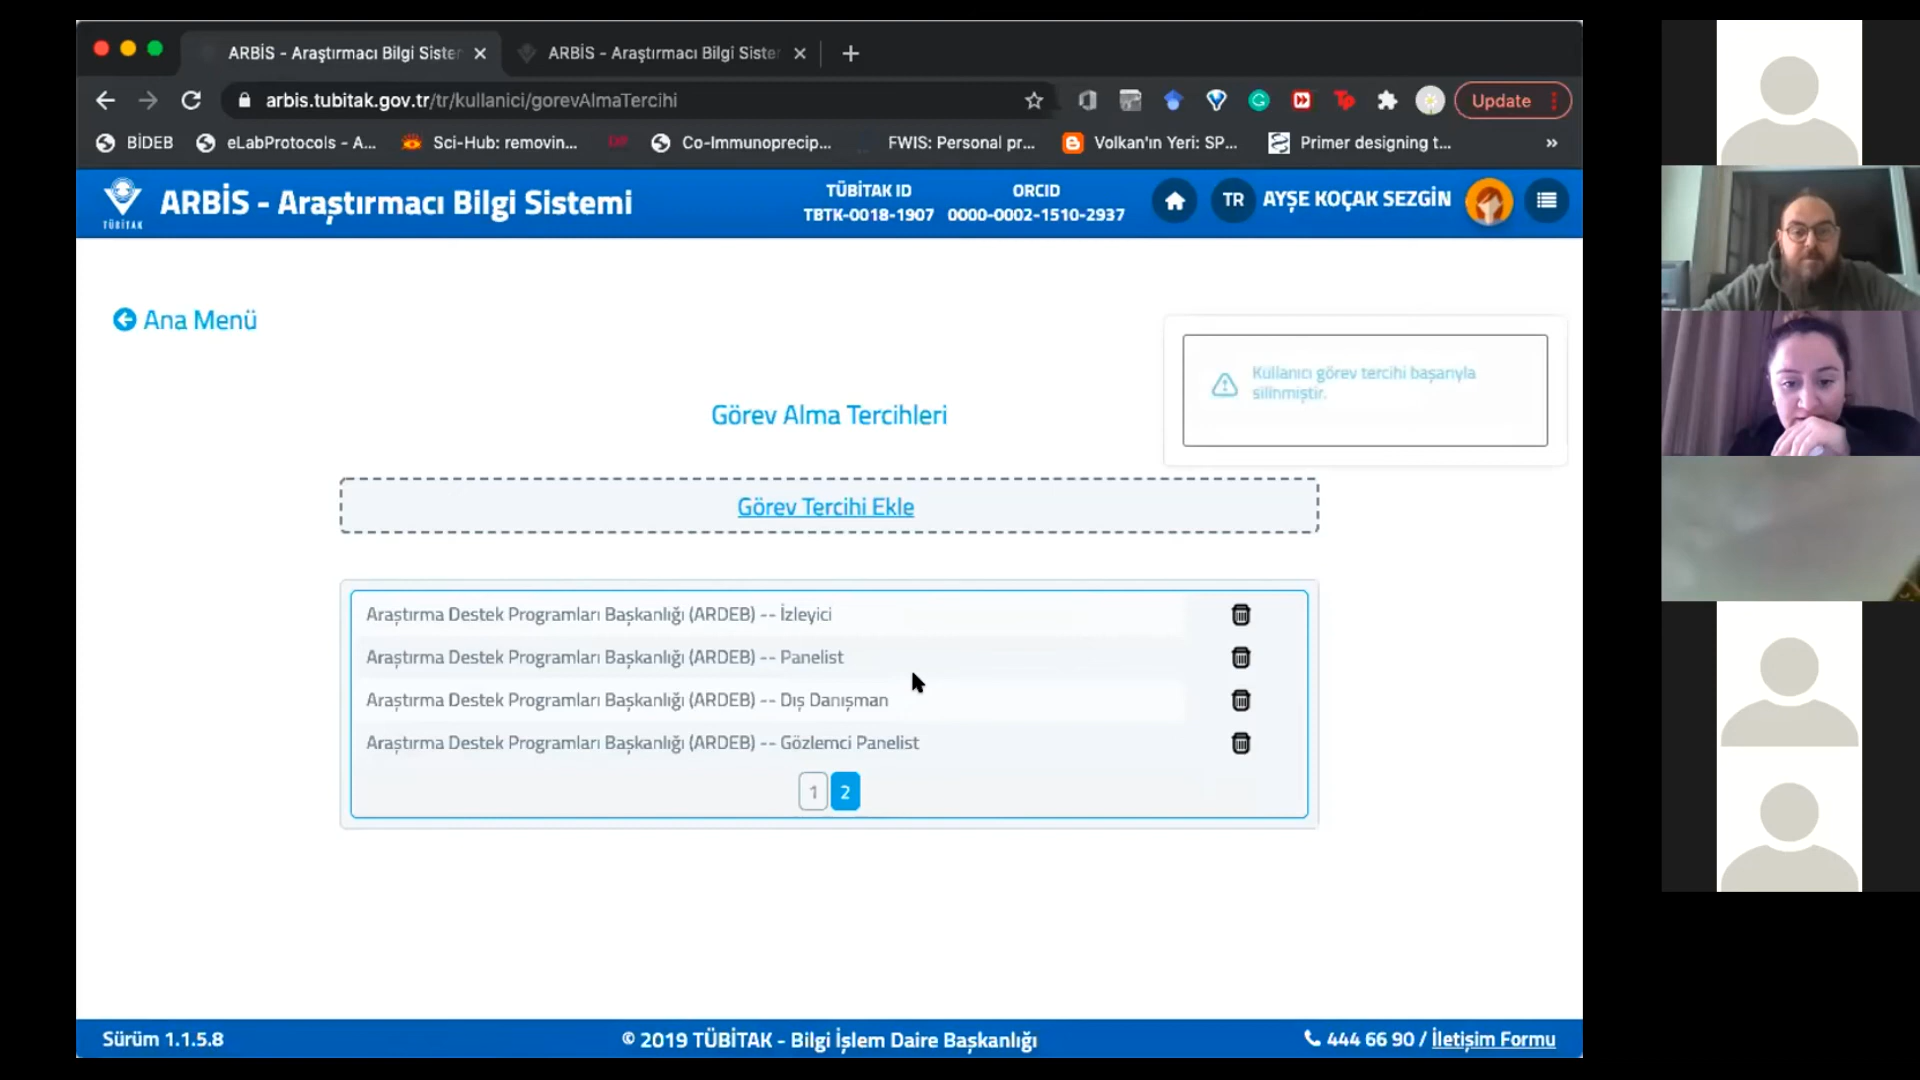 ARBİS - Araştırmacı Bilgi Sister
ARBİS - Araştırmacı Bilgi Sister
arbis.tubitak.gov.tr/tr/kullanici/gorevAlmaTercihi
Update
BİDEB
eLabProtocols - A...
Sci-Hub: removin...
Co-Immunoprecip...
FWIS: Personal pr...
Volkan'ın Yeri: SP...
Primer designing t...
»
TÜBİTAK
ARBİS - Araştırmacı Bilgi Sistemi
TÜBİTAK ID
TBTK-0018-1907
ORCID
0000-0002-1510-2937
TR
AYŞE KOÇAK SEZGİN
Ana Menü
Kullanıcı görev tercihi başarıyla
silinmiştir.
Görev Alma Tercihleri
Görev Tercihi Ekle
Araştırma Destek Programları Başkanlığı (ARDEB) -- İzleyici
Araştırma Destek Programları Başkanlığı (ARDEB) -- Panelist
Araştırma Destek Programları Başkanlığı (ARDEB) -- Dış Danışman
Araştırma Destek Programları Başkanlığı (ARDEB) -- Gözlemci Panelist
1 2
Sürüm 1.1.5.8
© 2019 TÜBİTAK - Bilgi İşlem Daire Başkanlığı
444 66 90 / İletişim Formu